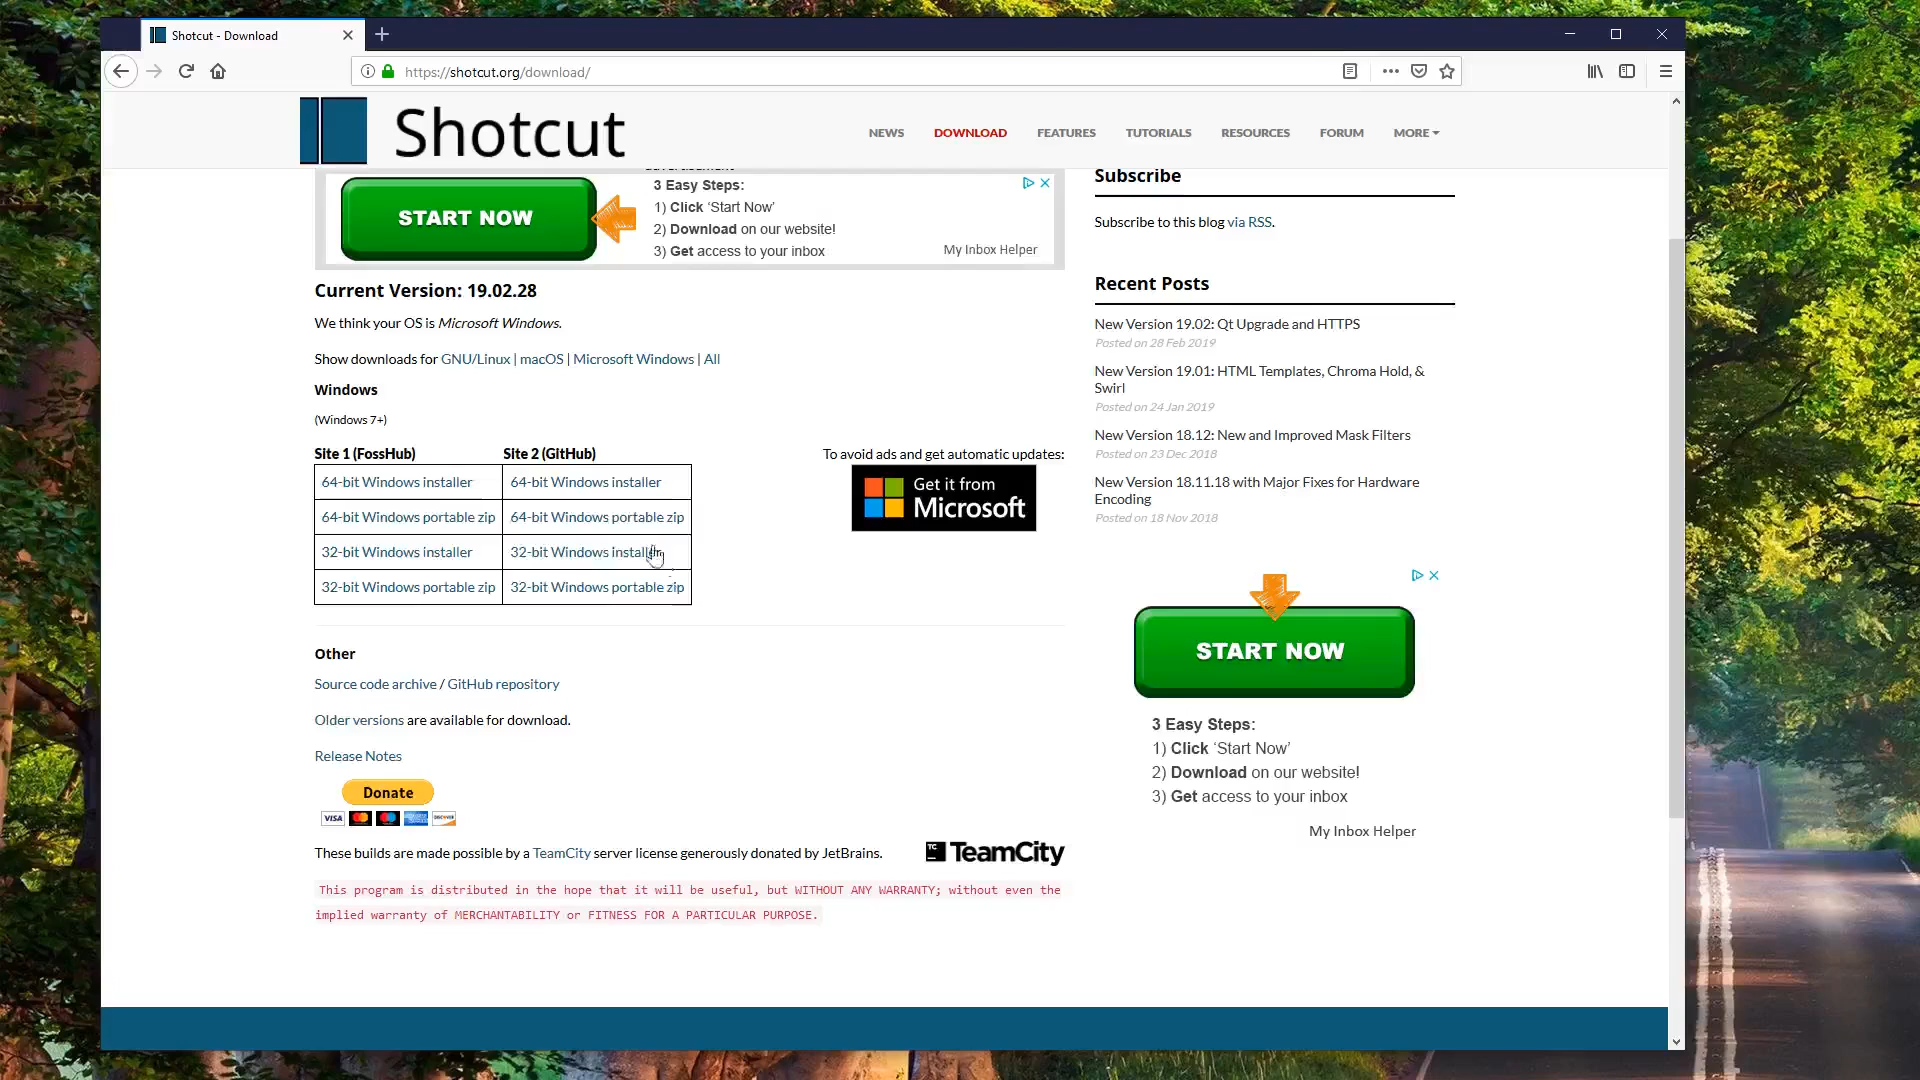 Shotcut - Download
https://shotcut.org/download/
Shotcut
NEWS
DOWNLOAD
FEATURES
TUTORIALS
RESOURCES
FORUM
MORE
START NOW
3 Easy Steps:
1) Click ‘Start Now’
2) Download on our website!
3) Get access to your inbox
My Inbox Helper
Current Version: 19.02.28
We think your OS is Microsoft Windows.
Show downloads for GNU/Linux | macOS | Microsoft Windows | All
Windows
(Windows 7+)
Site 1 (FossHub)
Site 2 (GitHub)
64-bit Windows installer
64-bit Windows installer
64-bit Windows portable zip
64-bit Windows portable zip
32-bit Windows installer
32-bit Windows installer
32-bit Windows portable zip
32-bit Windows portable zip
To avoid ads and get automatic updates:
Get it from
Microsoft
Other
Source code archive / GitHub repository
Older versions are available for download.
Release Notes
Donate
VISA
These builds are made possible by a TeamCity server license generously donated by JetBrains.
TC
TeamCity
This program is distributed in the hope that it will be useful, but WITHOUT ANY WARRANTY; without even the
implied warranty of MERCHANTABILITY or FITNESS FOR A PARTICULAR PURPOSE.
Subscribe
Subscribe to this blog via RSS.
Recent Posts
New Version 19.02: Qt Upgrade and HTTPS
Posted on 28 Feb 2019
New Version 19.01: HTML Templates, Chroma Hold, &
Swirl
Posted on 24 Jan 2019
New Version 18.12: New and Improved Mask Filters
Posted on 23 Dec 2018
New Version 18.11.18 with Major Fixes for Hardware
Encoding
Posted on 18 Nov 2018
START NOW
3 Easy Steps:
1) Click ‘Start Now’
2) Download on our website!
3) Get access to your inbox
My Inbox Helper